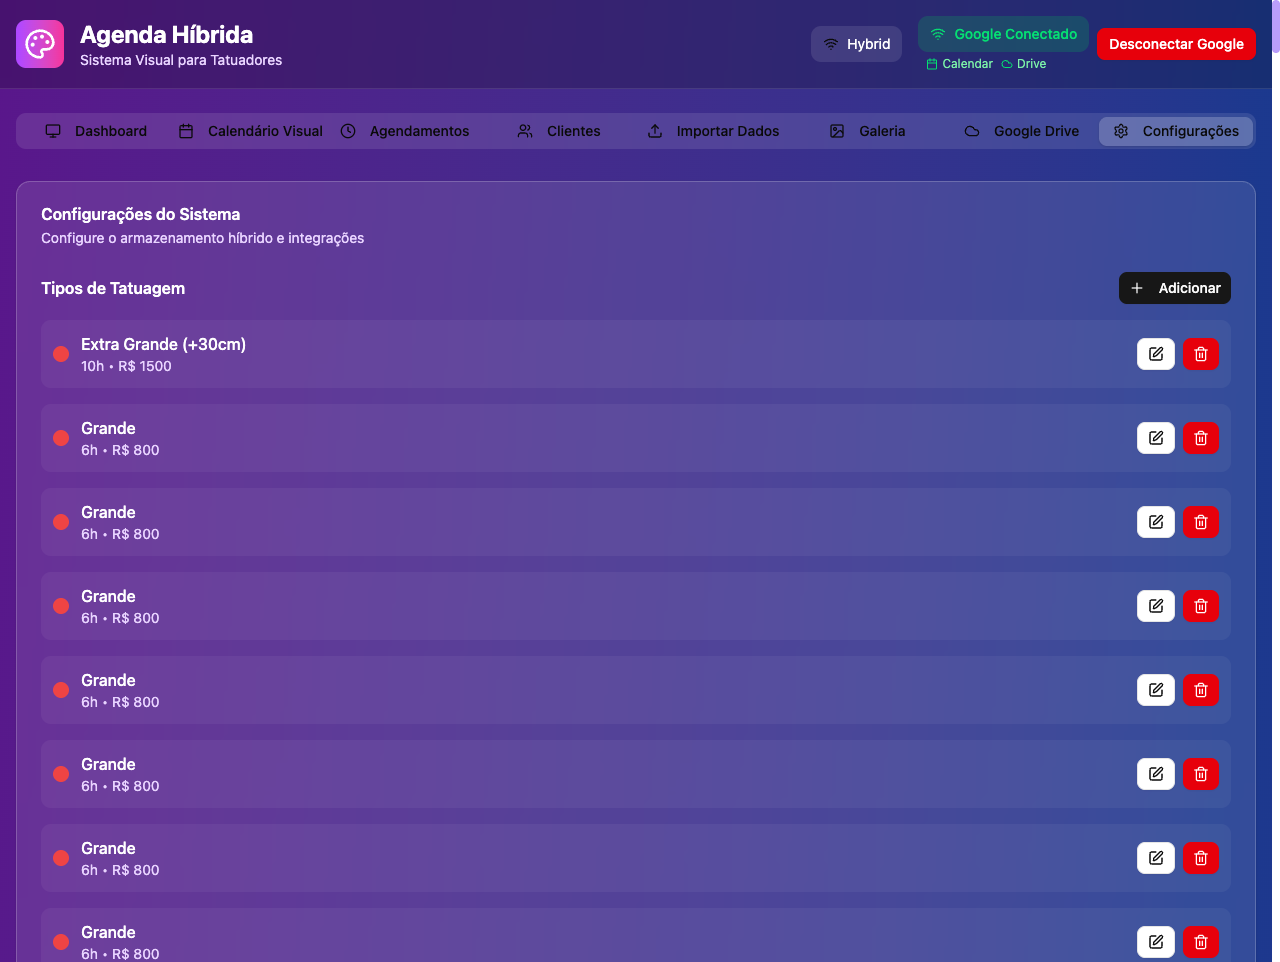 Agenda Híbrida
Sistema Visual para Tatuadores
Hybrid
Google Conectado
Calendar Drive
Desconectar Google
Dashboard Calendário Visual Agendamentos Clientes Importar Dados Galeria Google Drive Configurações
Configurações do Sistema
Configure o armazenamento híbrido e integrações
Tipos de Tatuagem
Adicionar
Extra Grande (+30cm)
10h • R$ 1500
Grande
6h • R$ 800
Grande
6h • R$ 800
Grande
6h • R$ 800
Grande
6h • R$ 800
Grande
6h • R$ 800
Grande
6h • R$ 800
Grande
6h • R$ 800